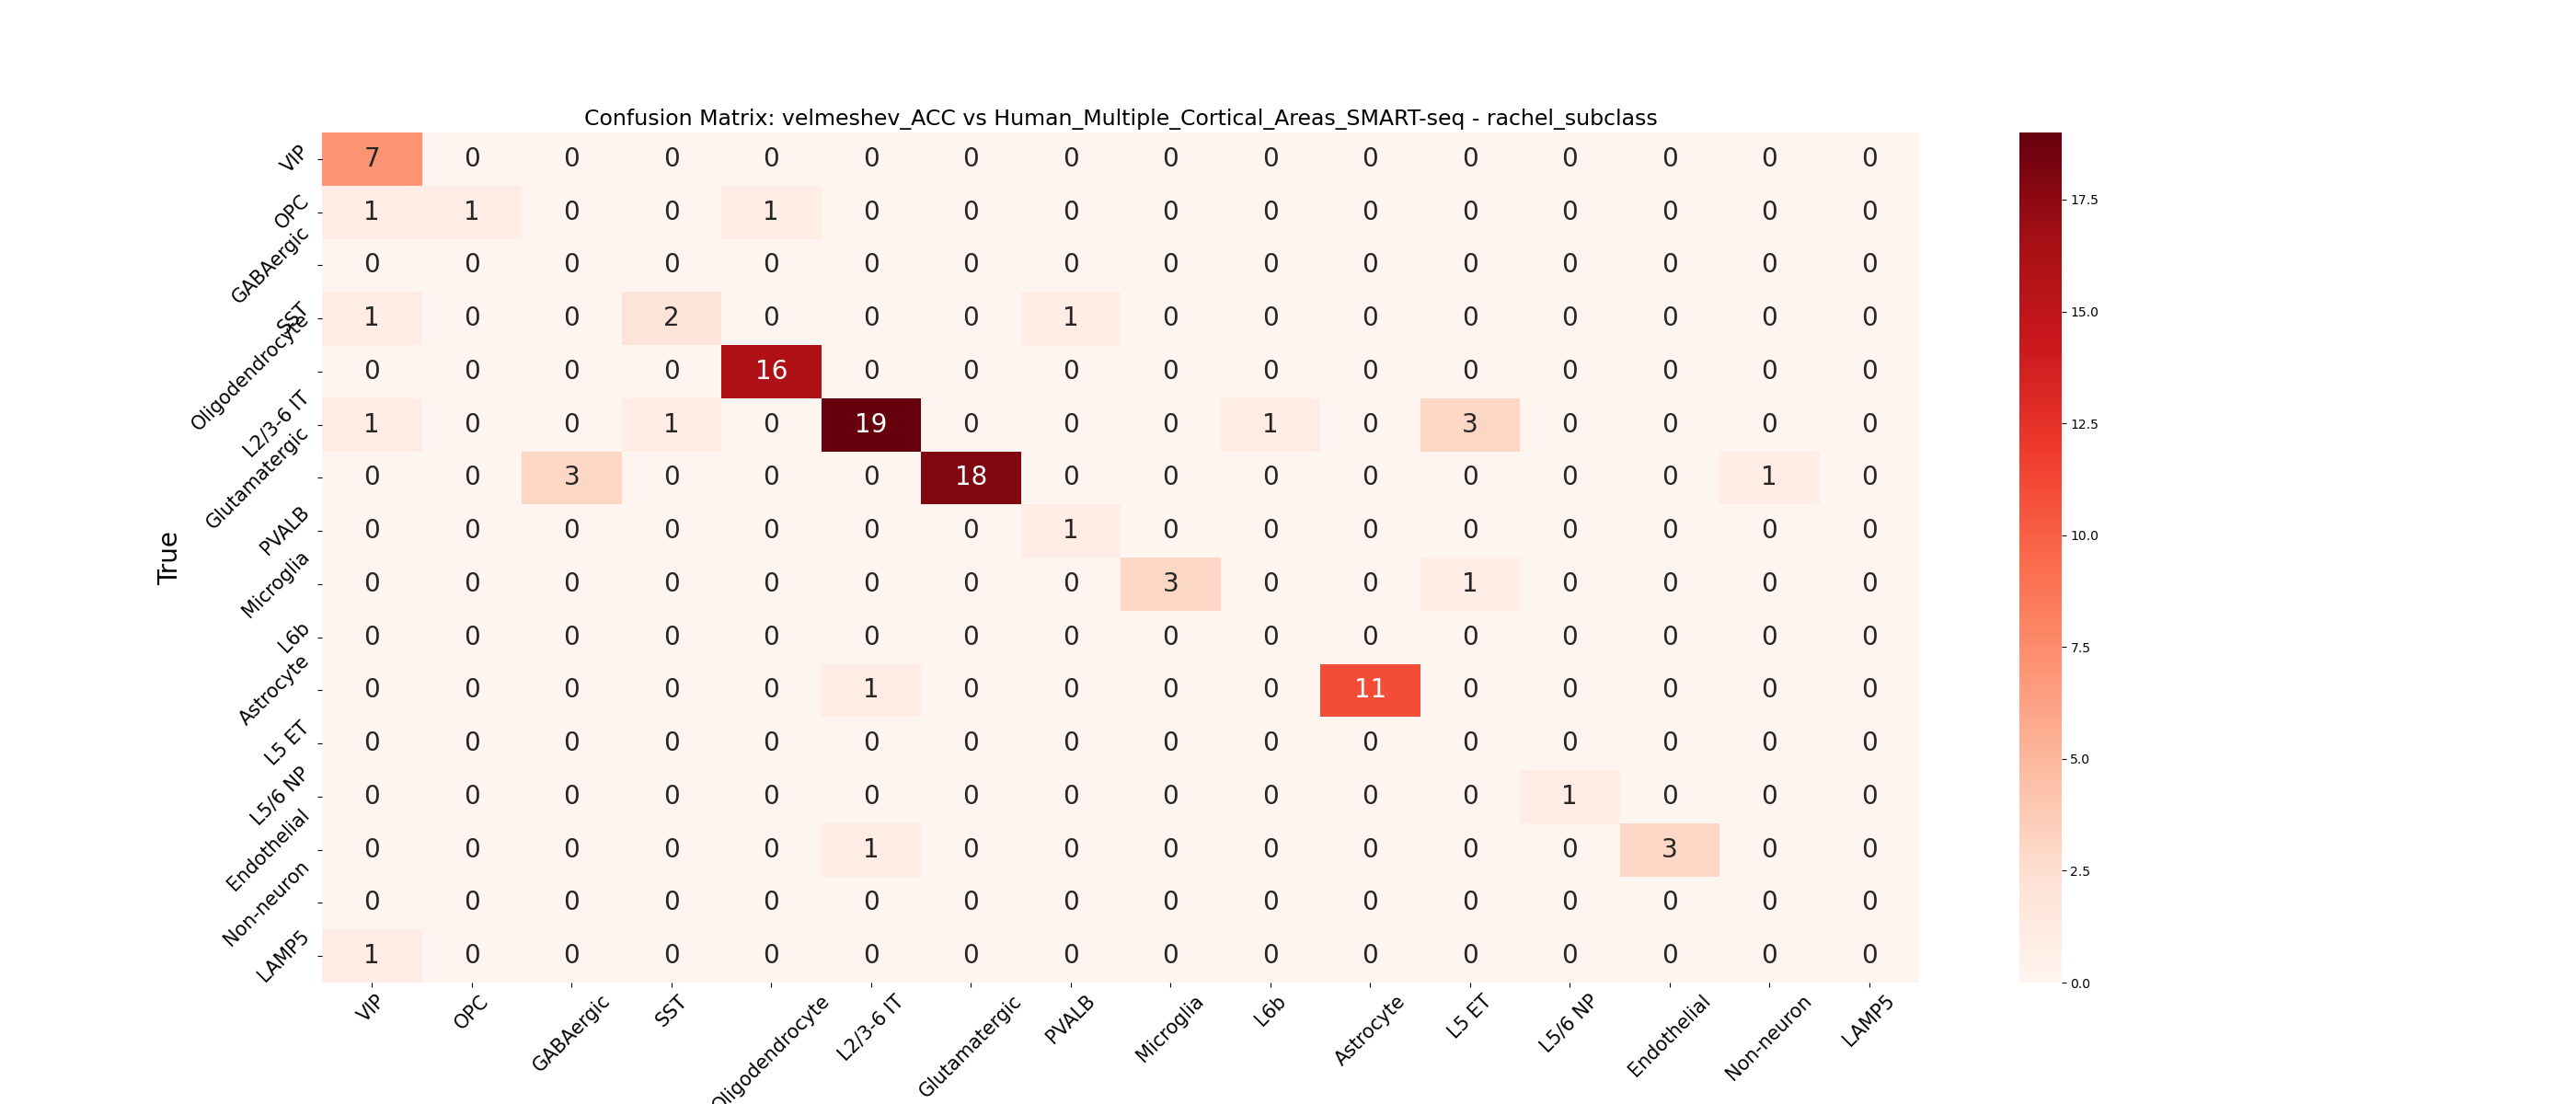 Confusion Matrix: velmeshev_ACC vs Human_Multiple_Cortical_Areas_SMART-seq - rachel_subclass
True
VIP 7 0 0 0 0 0 0 0 0 0 0 0 0 0 0 0
OPC 1 1 0 0 1 0 0 0 0 0 0 0 0 0 0 0
GABAergic 0 0 0 0 0 0 0 0 0 0 0 0 0 0 0 0
SST 1 0 0 2 0 0 0 1 0 0 0 0 0 0 0 0
Oligodendrocyte 0 0 0 0 16 0 0 0 0 0 0 0 0 0 0 0
L2/3-6 IT 1 0 0 1 0 19 0 0 0 1 0 3 0 0 0 0
Glutamatergic 0 0 3 0 0 0 18 0 0 0 0 0 0 0 1 0
PVALB 0 0 0 0 0 0 0 1 0 0 0 0 0 0 0 0
Microglia 0 0 0 0 0 0 0 0 3 0 0 1 0 0 0 0
L6b 0 0 0 0 0 0 0 0 0 0 0 0 0 0 0 0
Astrocyte 0 0 0 0 0 1 0 0 0 0 11 0 0 0 0 0
L5 ET 0 0 0 0 0 0 0 0 0 0 0 0 0 0 0 0
L5/6 NP 0 0 0 0 0 0 0 0 0 0 0 0 1 0 0 0
Endothelial 0 0 0 0 0 1 0 0 0 0 0 0 0 3 0 0
Non-neuron 0 0 0 0 0 0 0 0 0 0 0 0 0 0 0 0
LAMP5 1 0 0 0 0 0 0 0 0 0 0 0 0 0 0 0
VIP OPC GABAergic SST Oligodendrocyte L2/3-6 IT Glutamatergic PVALB Microglia L6b Astrocyte L5 ET L5/6 NP Endothelial Non-neuron LAMP5
17.5
15.0
12.5
10.0
7.5
5.0
2.5
0.0